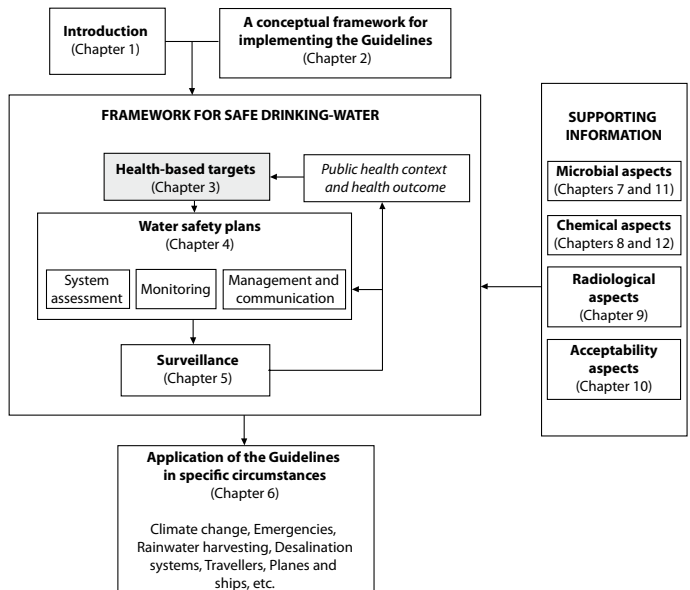 Introduction
(Chapter 1)
A conceptual framework for
implementing the Guidelines
(Chapter 2)
FRAMEWORK FOR SAFE DRINKING-WATER
Health-based targets
(Chapter 3)
Public health context
and health outcome
Water safety plans
(Chapter 4)
System
assessment
Monitoring
Management and
communication
Surveillance
(Chapter 5)
SUPPORTING
INFORMATION
Microbial aspects
(Chapters 7 and 11)
Chemical aspects
(Chapters 8 and 12)
Radiological
aspects
(Chapter 9)
Acceptability
aspects
(Chapter 10)
Application of the Guidelines
in specific circumstances
(Chapter 6)
Climate change, Emergencies,
Rainwater harvesting, Desalination
systems, Travellers, Planes and
ships, etc.